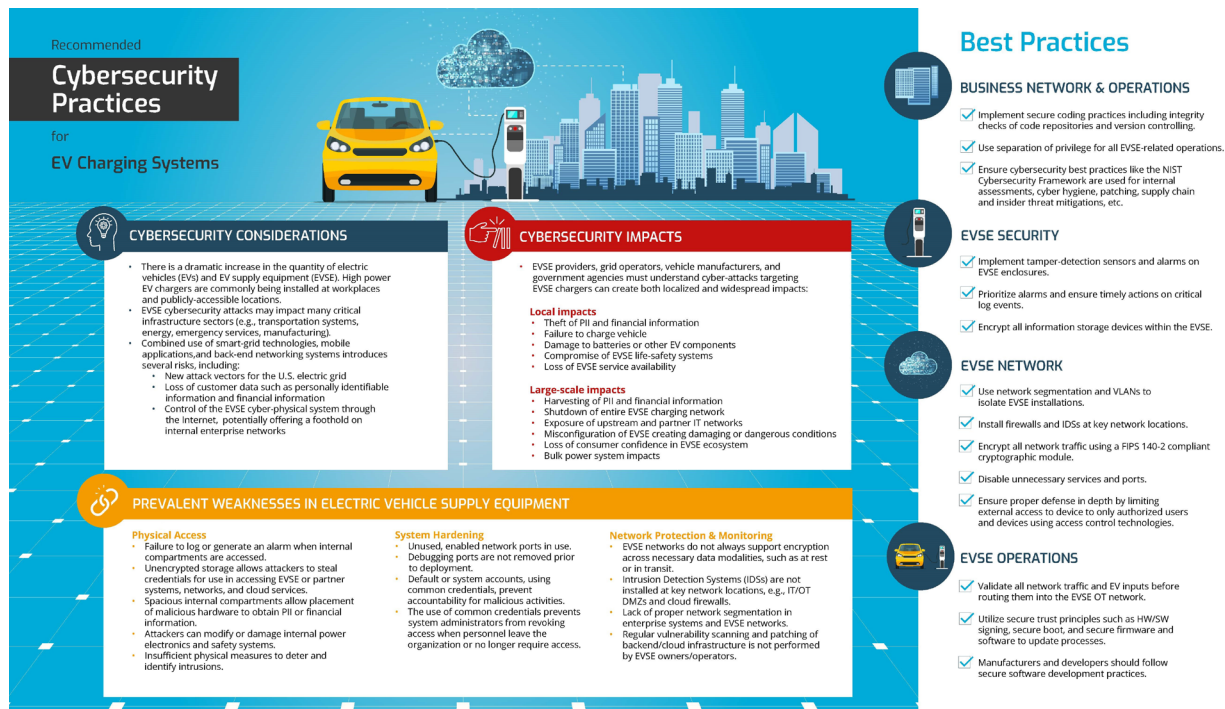 Recommended
Cybersecurity
Practices
for
EV Charging Systems
CYBERSECURITY CONSIDERATIONS
• There is a dramatic increase in the quantity of electric
vehicles (EVs) and EV supply equipment (EVSE). High power
EV chargers are commonly being installed at workplaces
and publicly-accessible locations.
• EVSE cybersecurity attacks may impact many critical
infrastructure sectors (e.g., transportation systems,
energy, emergency services, manufacturing).
• Combined use of smart-grid technologies, mobile
applications,and back-end networking systems introduces
several risks, including:
• New attack vectors for the U.S. electric grid
• Loss of customer data such as personally identifiable
information and financial information
• Control of the EVSE cyber-physical system through
the Internet, potentially offering a foothold on
internal enterprise networks
CYBERSECURITY IMPACTS
• EVSE providers, grid operators, vehicle manufacturers, and
government agencies must understand cyber-attacks targeting
EVSE chargers can create both localized and widespread impacts:
Local impacts
• Theft of PII and financial information
• Failure to charge vehicle
• Damage to batteries or other EV components
• Compromise of EVSE life-safety systems
• Loss of EVSE service availability
Large-scale impacts
• Harvesting of PII and financial information
• Shutdown of entire EVSE charging network
• Exposure of upstream and partner IT networks
• Misconfiguration of EVSE creating damaging or dangerous conditions
• Loss of consumer confidence in EVSE ecosystem
• Bulk power system impacts
PREVALENT WEAKNESSES IN ELECTRIC VEHICLE SUPPLY EQUIPMENT
Physical Access
• Failure to log or generate an alarm when internal
compartments are accessed.
• Unencrypted storage allows attackers to steal
credentials for use in accessing EVSE or partner
systems, networks, and cloud services.
• Spacious internal compartments allow placement
of malicious hardware to obtain PII or financial
information.
• Attackers can modify or damage internal power
electronics and safety systems.
• Insufficient physical measures to deter and
identify intrusions.
System Hardening
• Unused, enabled network ports in use.
• Debugging ports are not removed prior
to deployment.
• Default or system accounts, using
common credentials, prevent
accountability for malicious activities.
• The use of common credentials prevents
system administrators from revoking
access when personnel leave the
organization or no longer require access.
Network Protection & Monitoring
• EVSE networks do not always support encryption
across necessary data modalities, such as at rest
or in transit.
• Intrusion Detection Systems (IDSs) are not
installed at key network locations, e.g., IT/OT
DMZs and cloud firewalls.
• Lack of proper network segmentation in
enterprise systems and EVSE networks.
• Regular vulnerability scanning and patching of
backend/cloud infrastructure is not performed
by EVSE owners/operators.
Best Practices
BUSINESS NETWORK & OPERATIONS
Implement secure coding practices including integrity
checks of code repositories and version controlling.
Use separation of privilege for all EVSE-related operations.
Ensure cybersecurity best practices like the NIST
Cybersecurity Framework are used for internal
assessments, cyber hygiene, patching, supply chain
and insider threat mitigations, etc.
EVSE SECURITY
Implement tamper-detection sensors and alarms on
EVSE enclosures.
Prioritize alarms and ensure timely actions on critical
log events.
Encrypt all information storage devices within the EVSE.
EVSE NETWORK
Use network segmentation and VLANs to
isolate EVSE installations.
Install firewalls and IDSs at key network locations.
Encrypt all network traffic using a FIPS 140-2 compliant
cryptographic module.
Disable unnecessary services and ports.
Ensure proper defense in depth by limiting
external access to device to only authorized users
and devices using access control technologies.
EVSE OPERATIONS
Validate all network traffic and EV inputs before
routing them into the EVSE OT network.
Utilize secure trust principles such as HW/SW
signing, secure boot, and secure firmware and
software to update processes.
Manufacturers and developers should follow
secure software development practices.